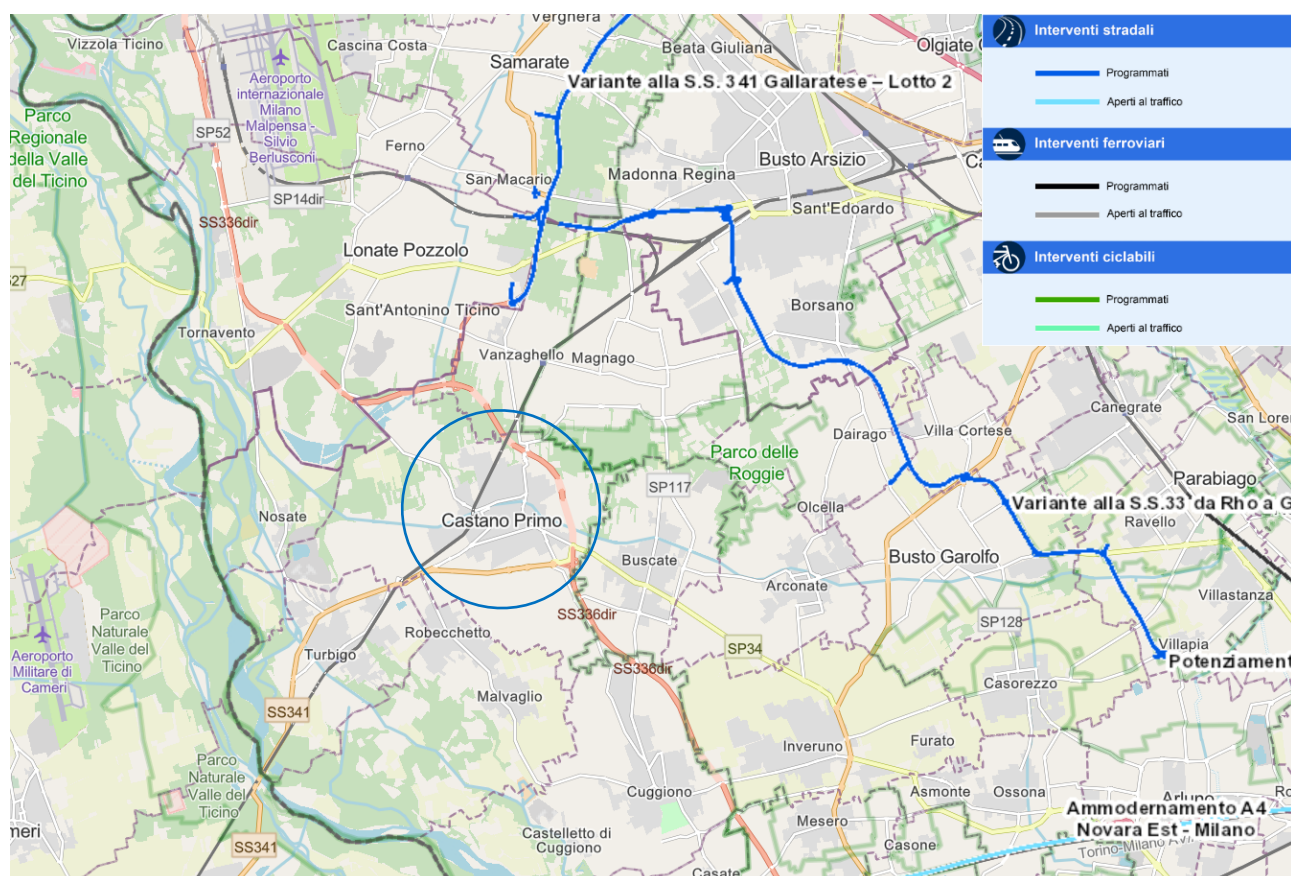 Verghera
Vizzola Ticino
Cascina Costa
Beata Giuliana
Olgiate
Samarate
Variante alla S.S. 341 Gallaratese – Lotto 2
Aeroporto
internazionale
Milano
Malpensa -
Silvio
Berlusconi
Parco
Regionale
della Valle
del Ticino
SP52
Ferno
Busto Arsizio
San Macario
Madonna Regina
SP14dir
Sant'Edoardo
SS336dir
Lonate Pozzolo
Sant'Antonino Ticino
Borsano
Tornavento
Vanzaghello
Magnago
Canegrate
San Loren
Dairago
Villa Cortese
Parco delle
Roggie
Parabiago
SP117
Nosate
Castano Primo
Olcella
Variante alla S.S.33 da Rho a G
Ravello
Buscate
Busto Garolfo
Arconate
Villastanza
SS336dir
SP128
Parco
Naturale
Valle del
Ticino
Robecchetto
SP34
Villapia
Aeroporto
Militare di
Cameri
Turbigo
SS336dir
Potenziament
Malvaglio
Casorezzo
SS341
Inveruno
Furato
Parco
Naturale
Valle del
Ticino
Cuggiono
Asmonte
Ossona
Arluno
Ammodernamento A4
Novara Est - Milano
meri
Castelletto di
Cuggiono
Mesero
Casone
SS341
Casate
Interventi stradali
Programmati
Aperti al traffico
Interventi ferroviari
Programmati
Aperti al traffico
Interventi ciclabili
Programmati
Aperti al traffico